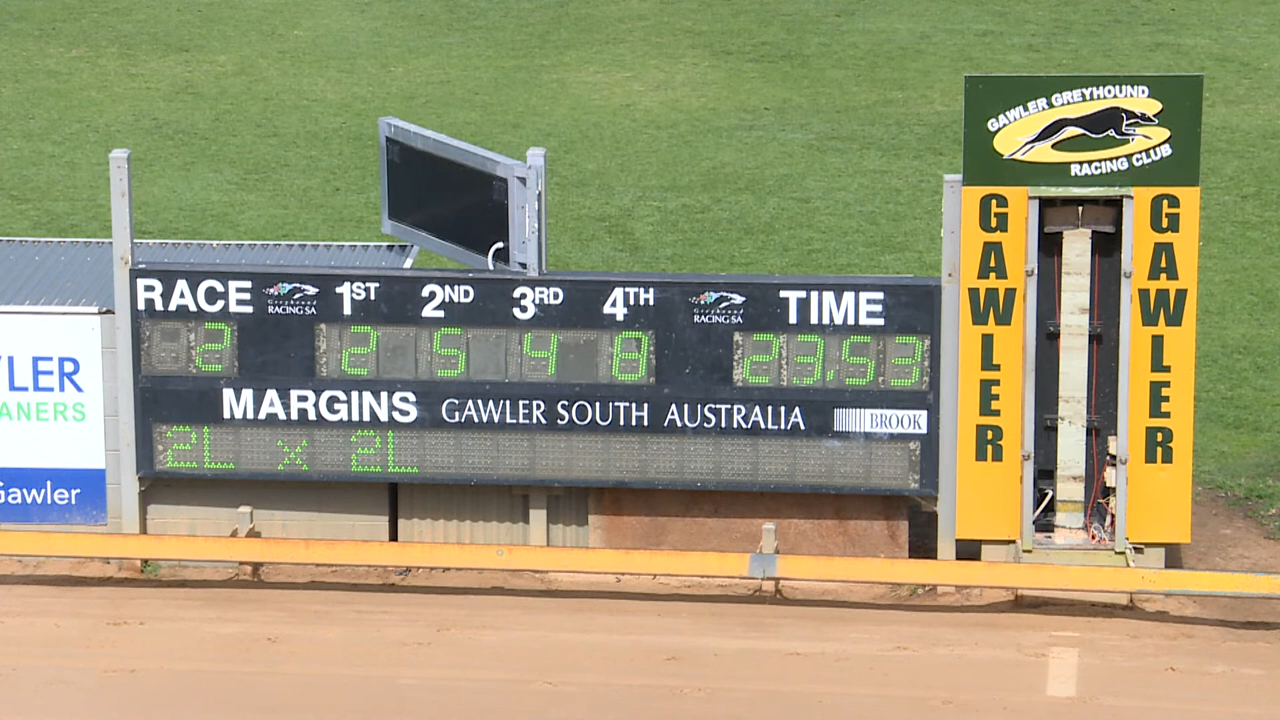 GAWLER GREYHOUND
RACING CLUB
GAWLER
GAWLER
RACE
Greyhound
RACING SA
1ST
2ND
3RD
4TH
Greyhound
RACING SA
TIME
2
2
5
4
8
23.53
MARGINS
GAWLER SOUTH AUSTRALIA
BROOK
2L x 2L
LER
ANERS
Gawler